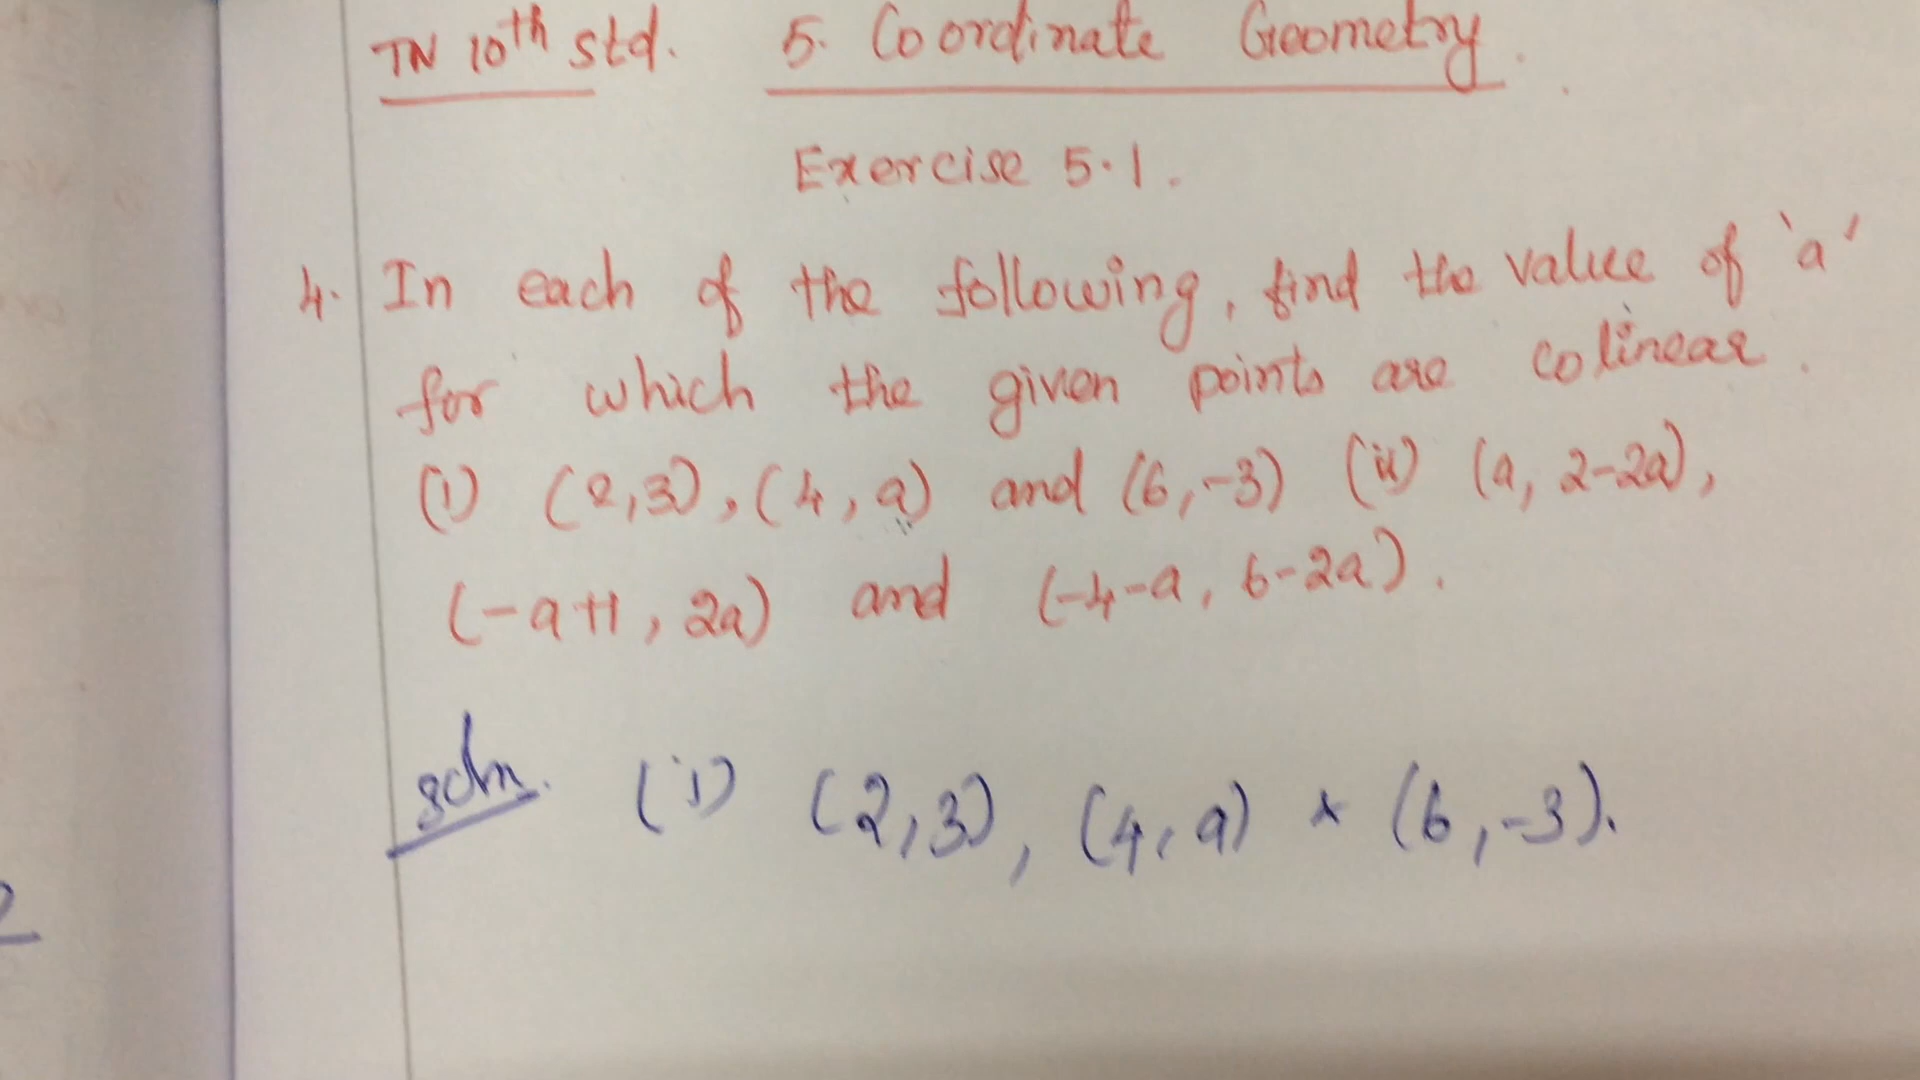 TN 10th std. 5. Coordinate Geometry.
Exercise 5.1.
4. In each of the following, find the value of 'a'
for which the given points are colinear.
(i) (2,3), (4, a) and (6,-3) (ii) (a, 2-2a),
(-a+1, 2a) and (-4-a, 6-2a).
soln. (i) (2,3), (4,a) & (6,-3).